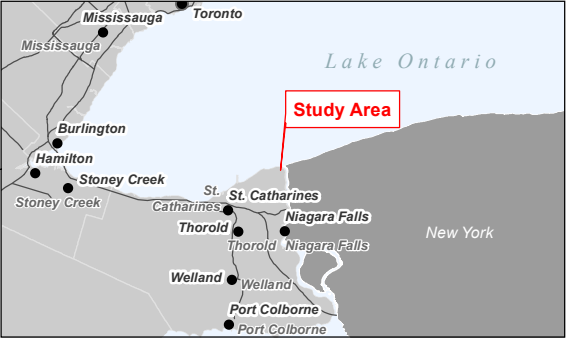 Toronto
Mississauga
Mississauga
Lake Ontario
Study Area
Burlington
Hamilton
Stoney Creek
Stoney Creek
St.
Catharines
St. Catharines
Thorold
Thorold
Niagara Falls
Niagara Falls
New York
Welland
Welland
Port Colborne
Port Colborne